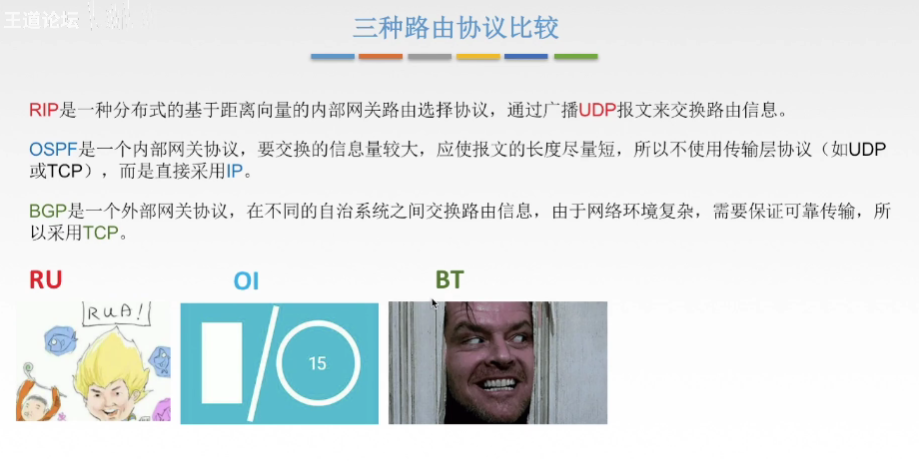 王道论坛
三种路由协议比较
RIP是一种分布式的基于距离向量的内部网关路由选择协议，通过广播UDP报文来交换路由信息。
OSPF是一个内部网关协议，要交换的信息量较大，应使报文的长度尽量短，所以不使用传输层协议（如UDP
或TCP），而是直接采用IP。
BGP是一个外部网关协议，在不同的自治系统之间交换路由信息，由于网络环境复杂，需要保证可靠传输，所
以采用TCP。
RU
OI
BT
RUA!
I/O
15